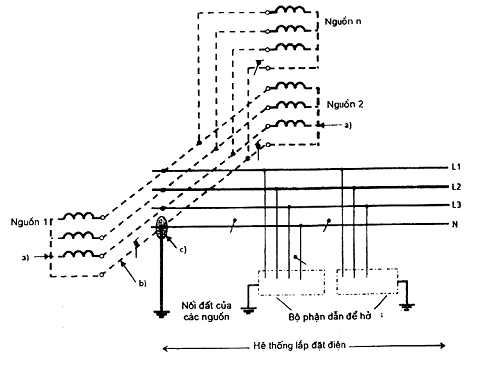 Nguồn n
Nguồn 2
a)
L1
L2
L3
N
Nguồn 1
a)
b)
c)
Nối đất của
các nguồn
Bộ phận dẫn để hở
Hệ thống lắp đặt điện